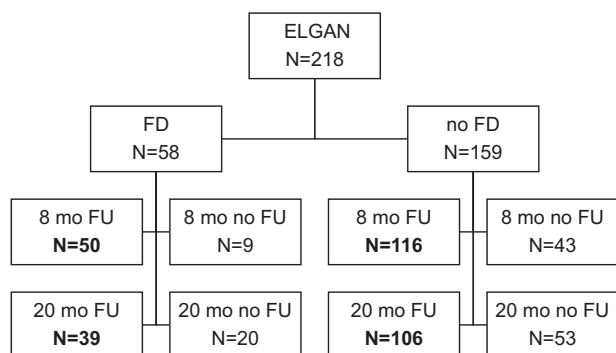 ELGAN
N=218
FD
N=58
no FD
N=159
8 mo FU
N=50
8 mo no FU
N=9
8 mo FU
N=116
8 mo no FU
N=43
20 mo FU
N=39
20 mo no FU
N=20
20 mo FU
N=106
20 mo no FU
N=53